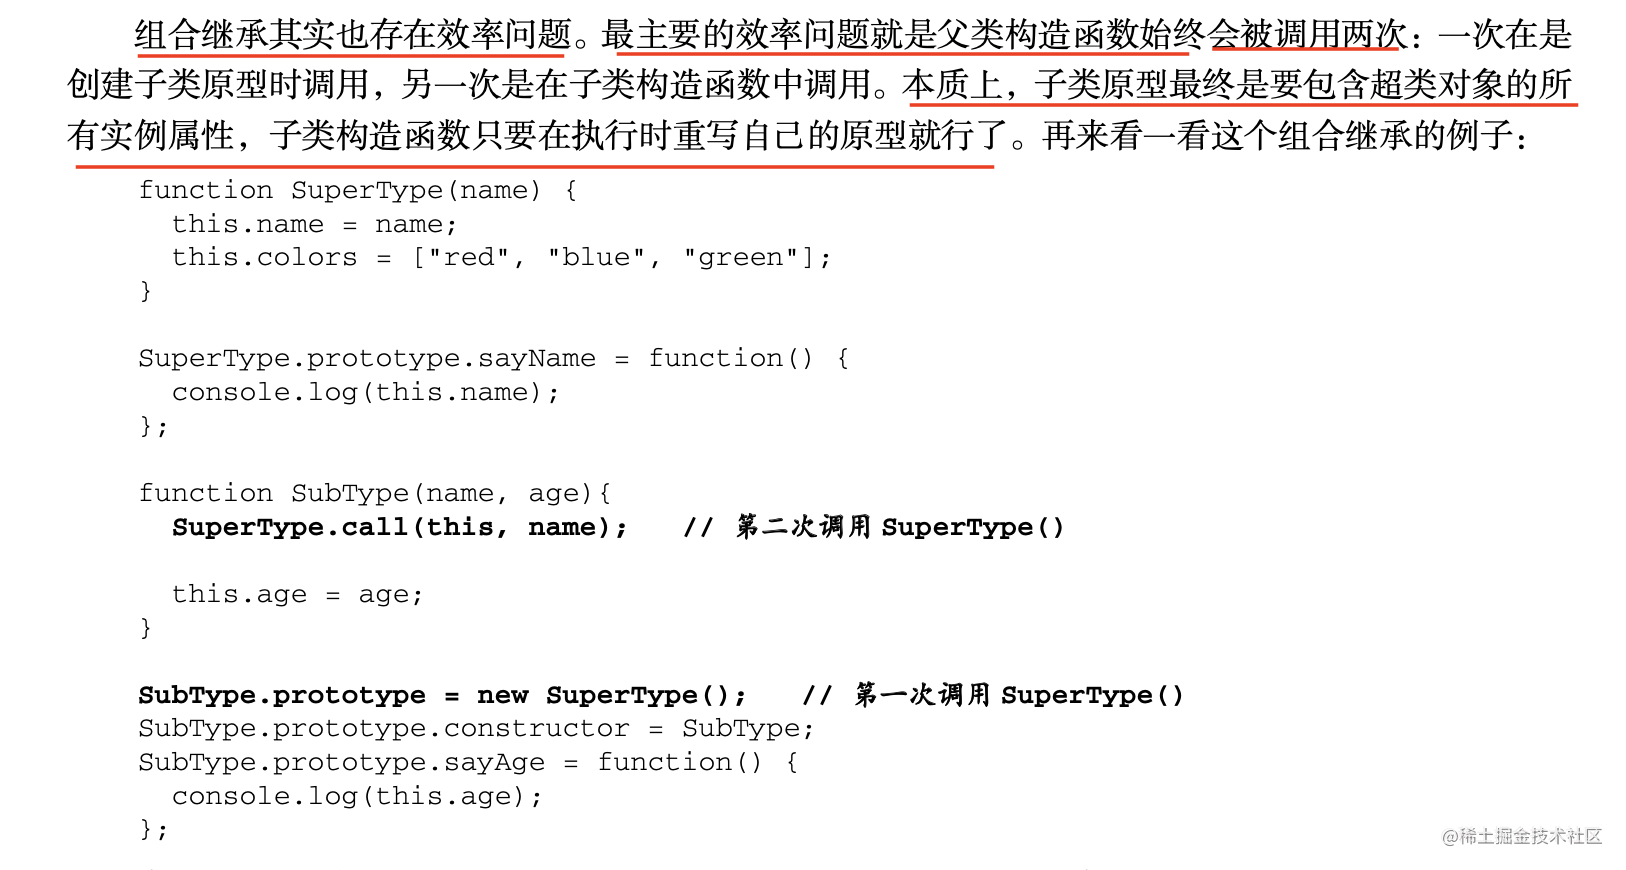 组合继承其实也存在效率问题。最主要的效率问题就是父类构造函数始终会被调用两次：一次在是
创建子类原型时调用，另一次是在子类构造函数中调用。本质上，子类原型最终是要包含超类对象的所
有实例属性，子类构造函数只要在执行时重写自己的原型就行了。再来看一看这个组合继承的例子：
function SuperType(name) {
  this.name = name;
  this.colors = ["red", "blue", "green"];
}
SuperType.prototype.sayName = function() {
  console.log(this.name);
};
function SubType(name, age){
  SuperType.call(this, name);   // 第二次调用 SuperType()
  this.age = age;
}
SubType.prototype = new SuperType();   // 第一次调用 SuperType()
SubType.prototype.constructor = SubType;
SubType.prototype.sayAge = function() {
  console.log(this.age);
};
@稀土掘金技术社区